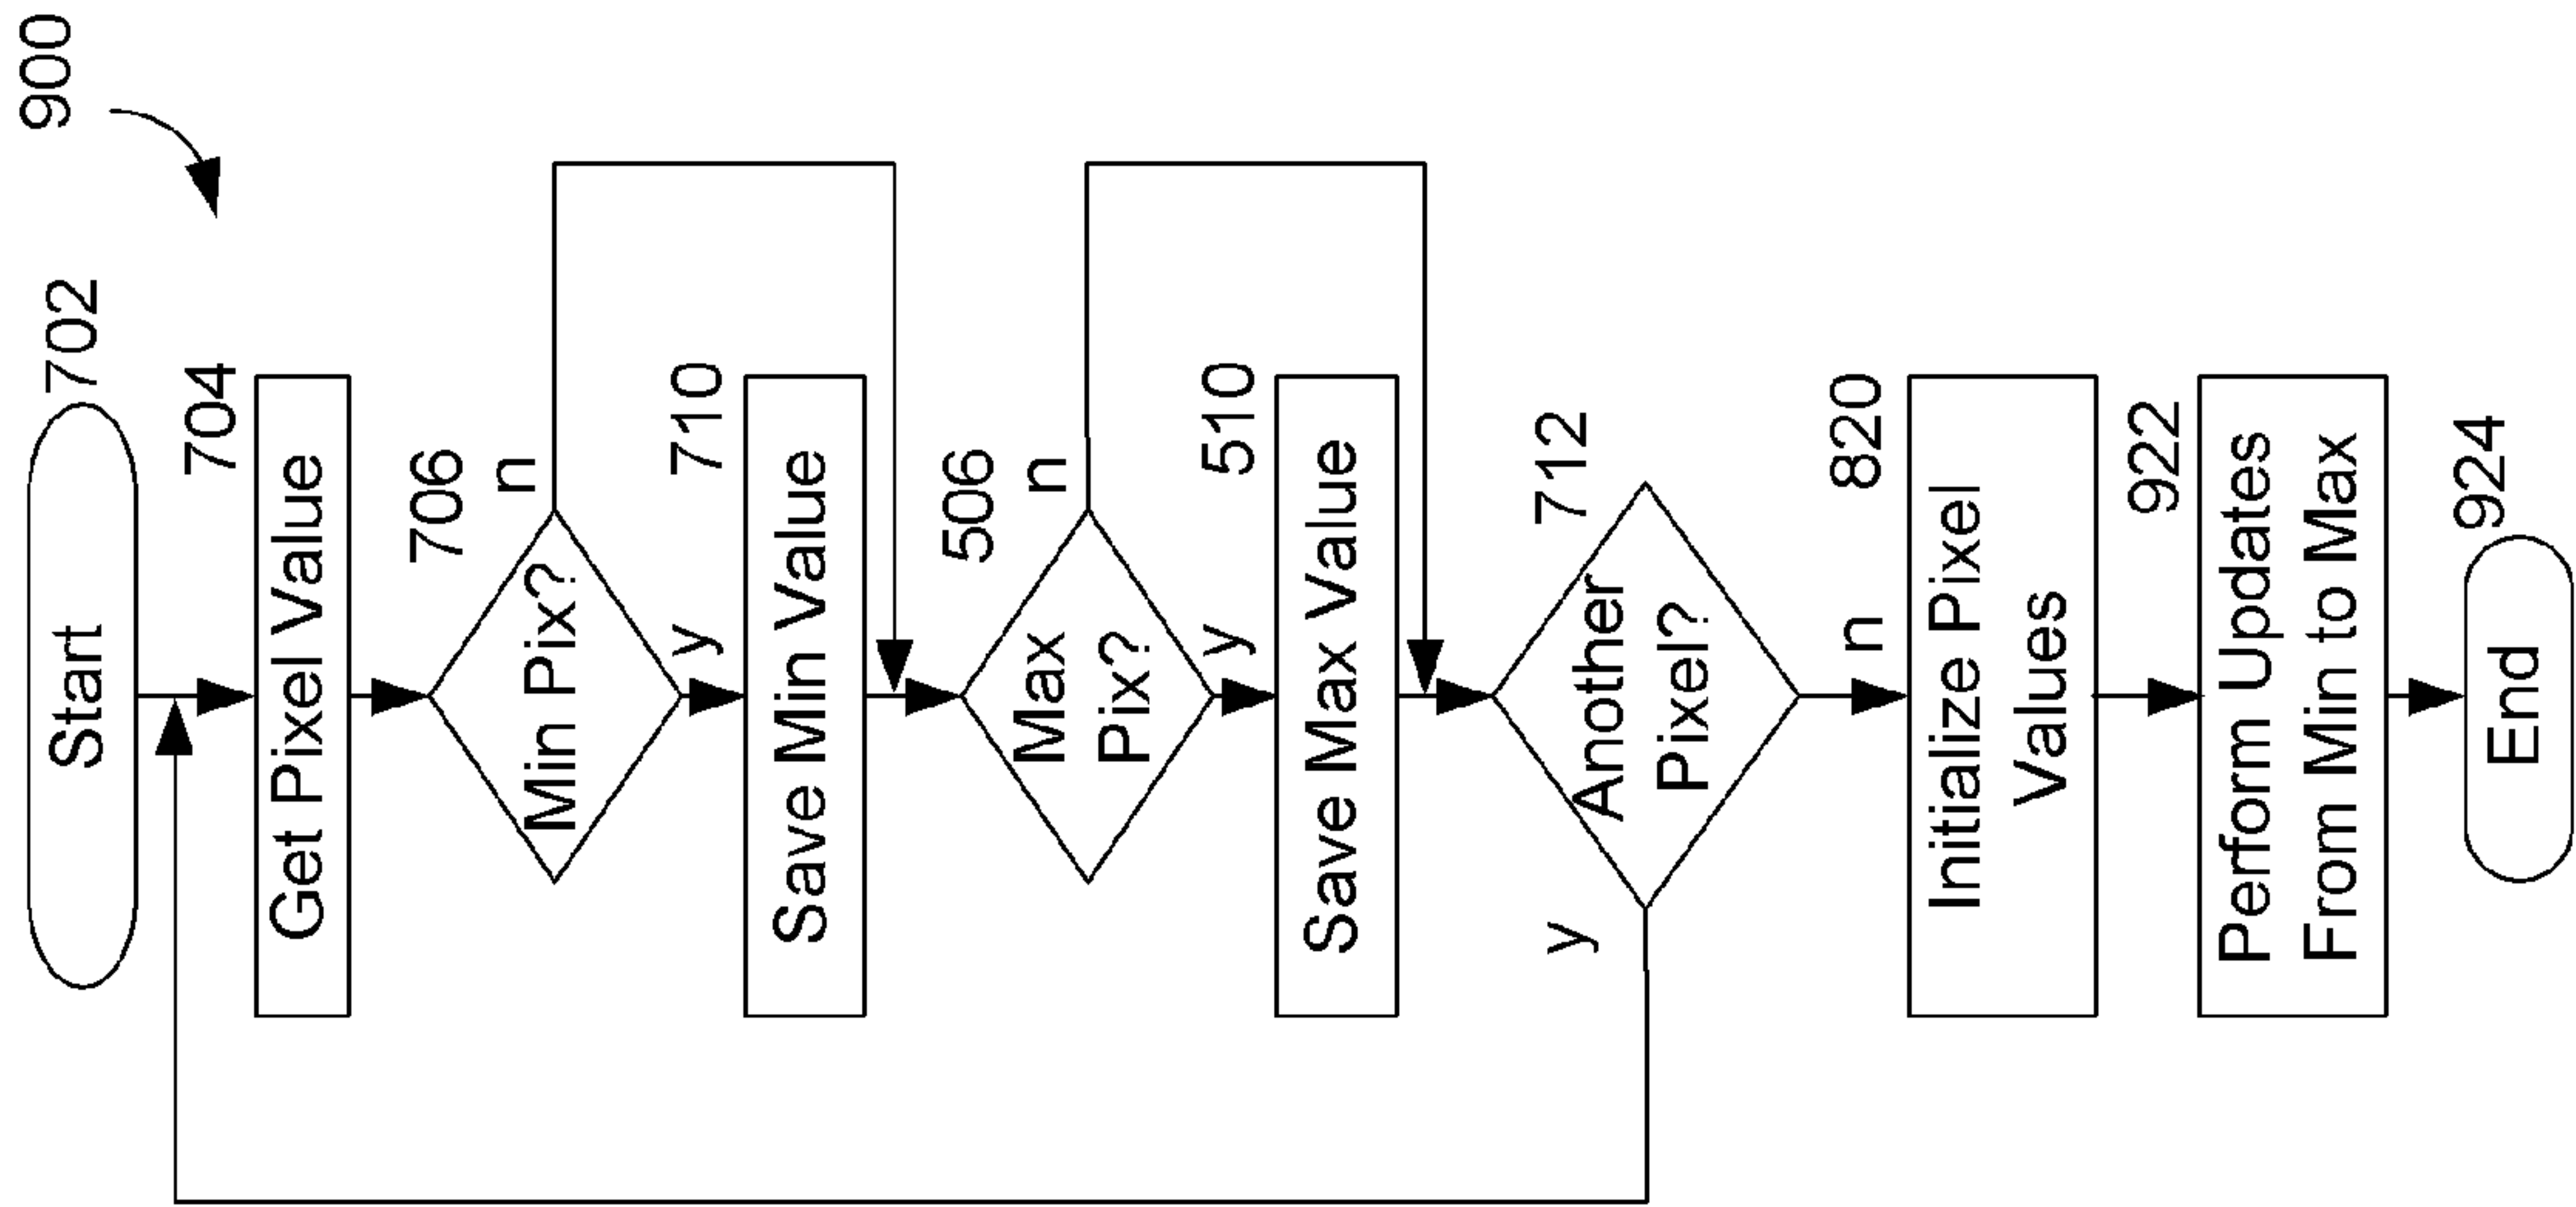 900
Start
702
704
Get Pixel Value
706
n
Min Pix?
y
710
Save Min Value
506
n
Max
Pix?
y
510
Save Max Value
712
Another
Pixel?
y
n
820
Initialize Pixel
Values
922
Perform Updates
From Min to Max
924
End